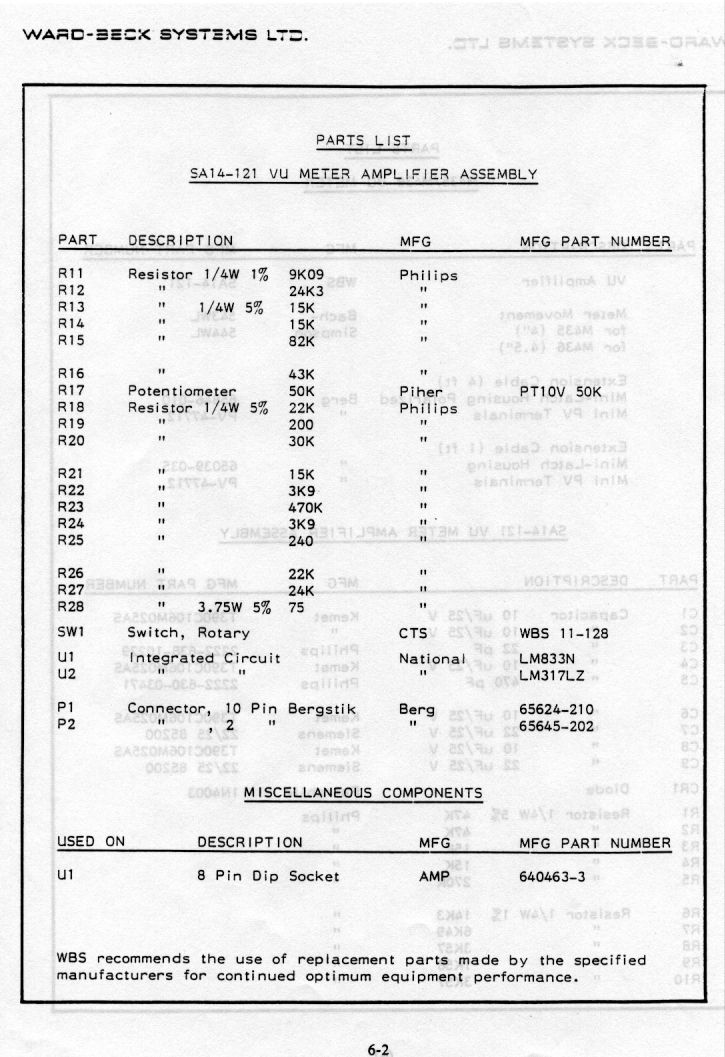 WARD-BECK SYSTEMS LTD.
PARTS LIST
SA14-121 VU METER AMPLIFIER ASSEMBLY
PART DESCRIPTION MFG MFG PART NUMBER
R11 Resistor 1/4W 1% 9K09 Philips
R12 " 24K3 "
R13 " 1/4W 5% 15K "
R14 " 15K "
R15 " 82K "
R16 " 43K "
R17 Potentiometer 50K Piher PT10V 50K
R18 Resistor 1/4W 5% 22K Philips
R19 " 200 "
R20 " 30K "
R21 " 15K "
R22 " 3K9 "
R23 " 470K "
R24 " 3K9 "
R25 " 240 "
R26 " 22K "
R27 " 24K "
R28 " 3.75W 5% 75 "
SW1 Switch, Rotary CTS WBS 11-128
U1 Integrated Circuit National LM833N
U2 " " " LM317LZ
P1 Connector, 10 Pin Bergstik Berg 65624-210
P2 " , 2 " " 65645-202
MISCELLANEOUS COMPONENTS
USED ON DESCRIPTION MFG MFG PART NUMBER
U1 8 Pin Dip Socket AMP 640463-3
WBS recommends the use of replacement parts made by the specified
manufacturers for continued optimum equipment performance.
6-2